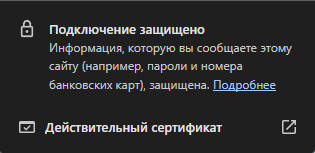 Подключение защищено
Информация, которую вы сообщаете этому
сайту (например, пароли и номера
банковских карт), защищена. Подробнее
Действительный сертификат